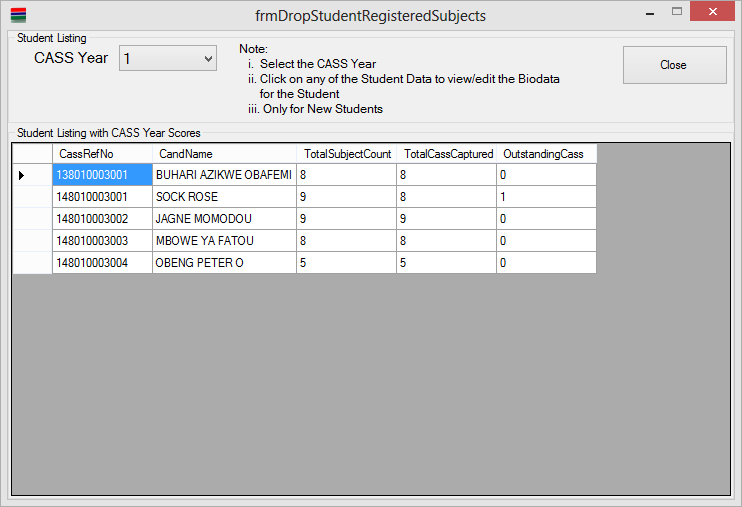 frmDropStudentRegisteredSubjects
Student Listing
CASS Year 1
Note:
i. Select the CASS Year
ii. Click on any of the Student Data to view/edit the Biodata
for the Student
iii. Only for New Students
Close
Student Listing with CASS Year Scores
CassRefNo CandName TotalSubjectCount TotalCassCaptured OutstandingCass
138010003001 BUHARI AZIKWE OBAFEMI 8 8 0
148010003001 SOCK ROSE 9 8 1
148010003002 JAGNE MOMODOU 9 9 0
148010003003 MBOWE YA FATOU 8 8 0
148010003004 OBENG PETER O 5 5 0